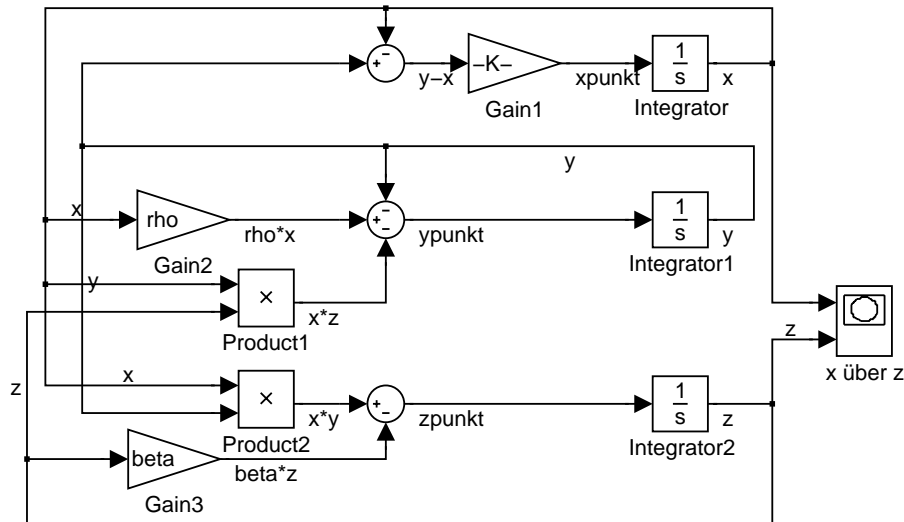 y−x
−K−
Gain1
xpunkt
1
s
x
Integrator
y
x
rho
rho*x
Gain2
ypunkt
1
s
y
Integrator1
y
×
x*z
Product1
z
x über z
z
x
×
x*y
Product2
zpunkt
1
s
z
Integrator2
beta
beta*z
Gain3